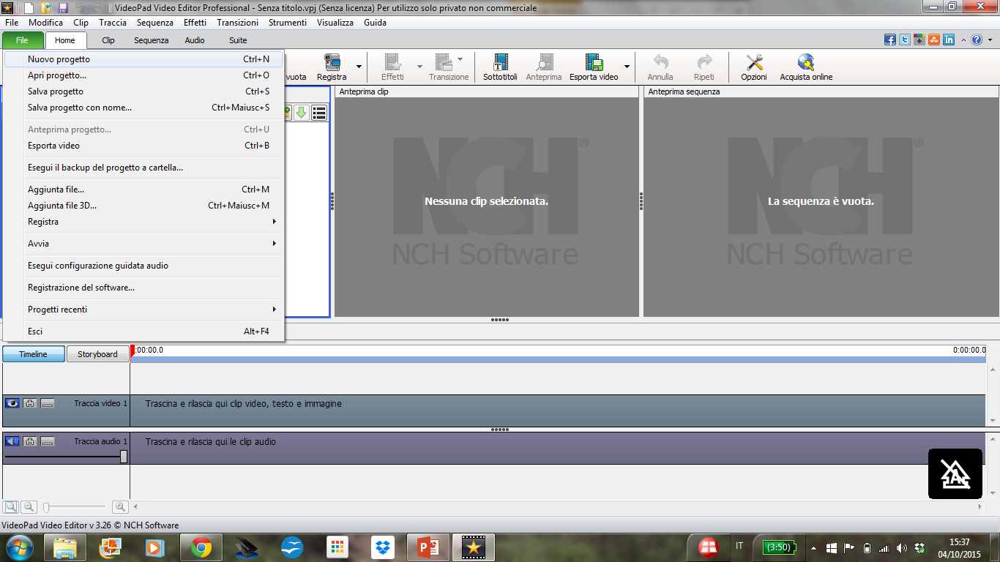 VideoPad Video Editor Professional - Senza titolo.vpj (Senza licenza) Per utilizzo solo privato non commerciale
File Modifica Clip Traccia Sequenza Effetti Transizioni Strumenti Visualizza Guida
File Home Clip Sequenza Audio Suite
Nuovo progetto Ctrl+N
Apri progetto... Ctrl+O
Salva progetto Ctrl+S
Salva progetto con nome... Ctrl+Maiusc+S
Anteprima progetto... Ctrl+U
Esporta video Ctrl+B
Esegui il backup del progetto a cartella...
Aggiunta file... Ctrl+M
Aggiunta file 3D... Ctrl+Maiusc+M
Registra
Avvia
Esegui configurazione guidata audio
Registrazione del software...
Progetti recenti
Esci Alt+F4
vuota Registra Effetti Transizione Sottotitoli Anteprima Esporta video Annulla Ripeti Opzioni Acquista online
Anteprima clip
NCH®
Nessuna clip selezionata.
NCH Software
Anteprima sequenza
NCH®
La sequenza è vuota.
NCH Software
Timeline Storyboard :00:00.0 0:00:00.0
Traccia video 1 Trascina e rilascia qui clip video, testo e immagine
Traccia audio 1 Trascina e rilascia qui le clip audio
VideoPad Video Editor v 3.26 © NCH Software
IT (3:50) 15:37
04/10/2015